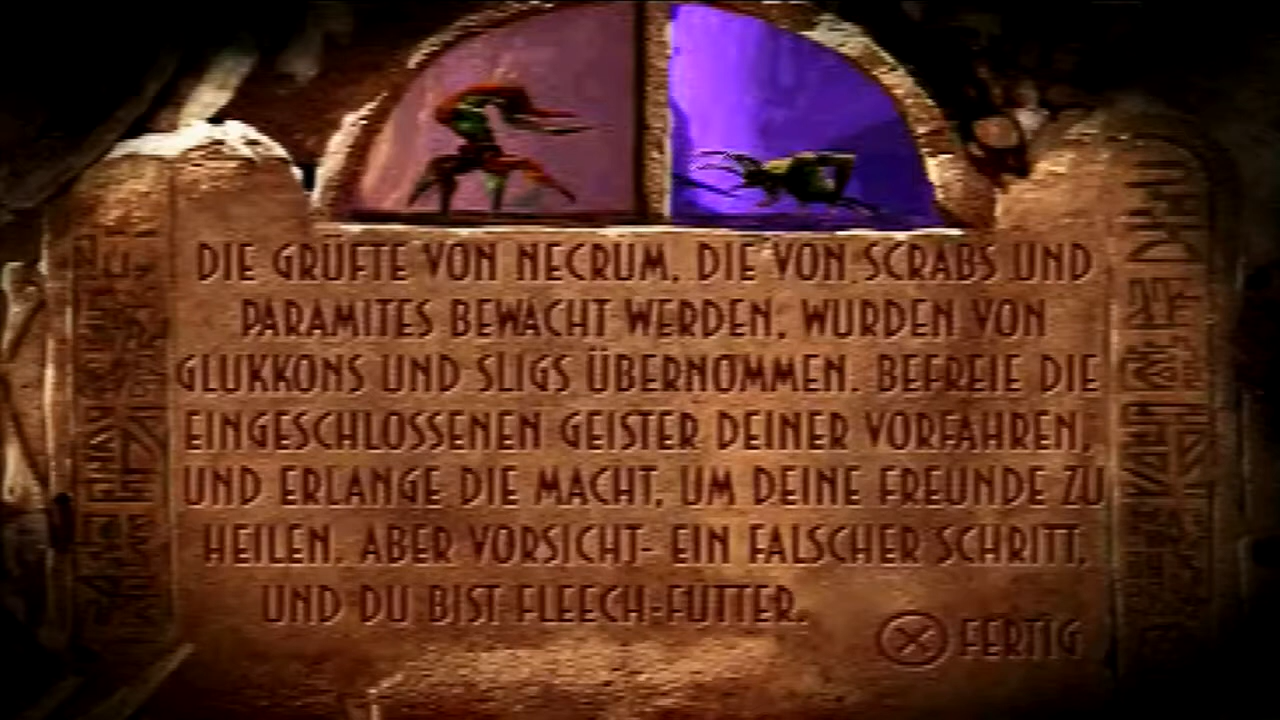 DIE GRÜFTE VON NECRUM, DIE VON SCRABS UND
PARAMITES BEWACHT WERDEN, WURDEN VON
GLUKKONS UND SLIGS ÜBERNOMMEN. BEFREIE DIE
EINGESCHLOSSENEN GEISTER DEINER VORFAHREN,
UND ERLANGE DIE MACHT, UM DEINE FREUNDE ZU
HEILEN. ABER VORSICHT- EIN FALSCHER SCHRITT,
UND DU BIST FLEECH-FUTTER.
FERTIG